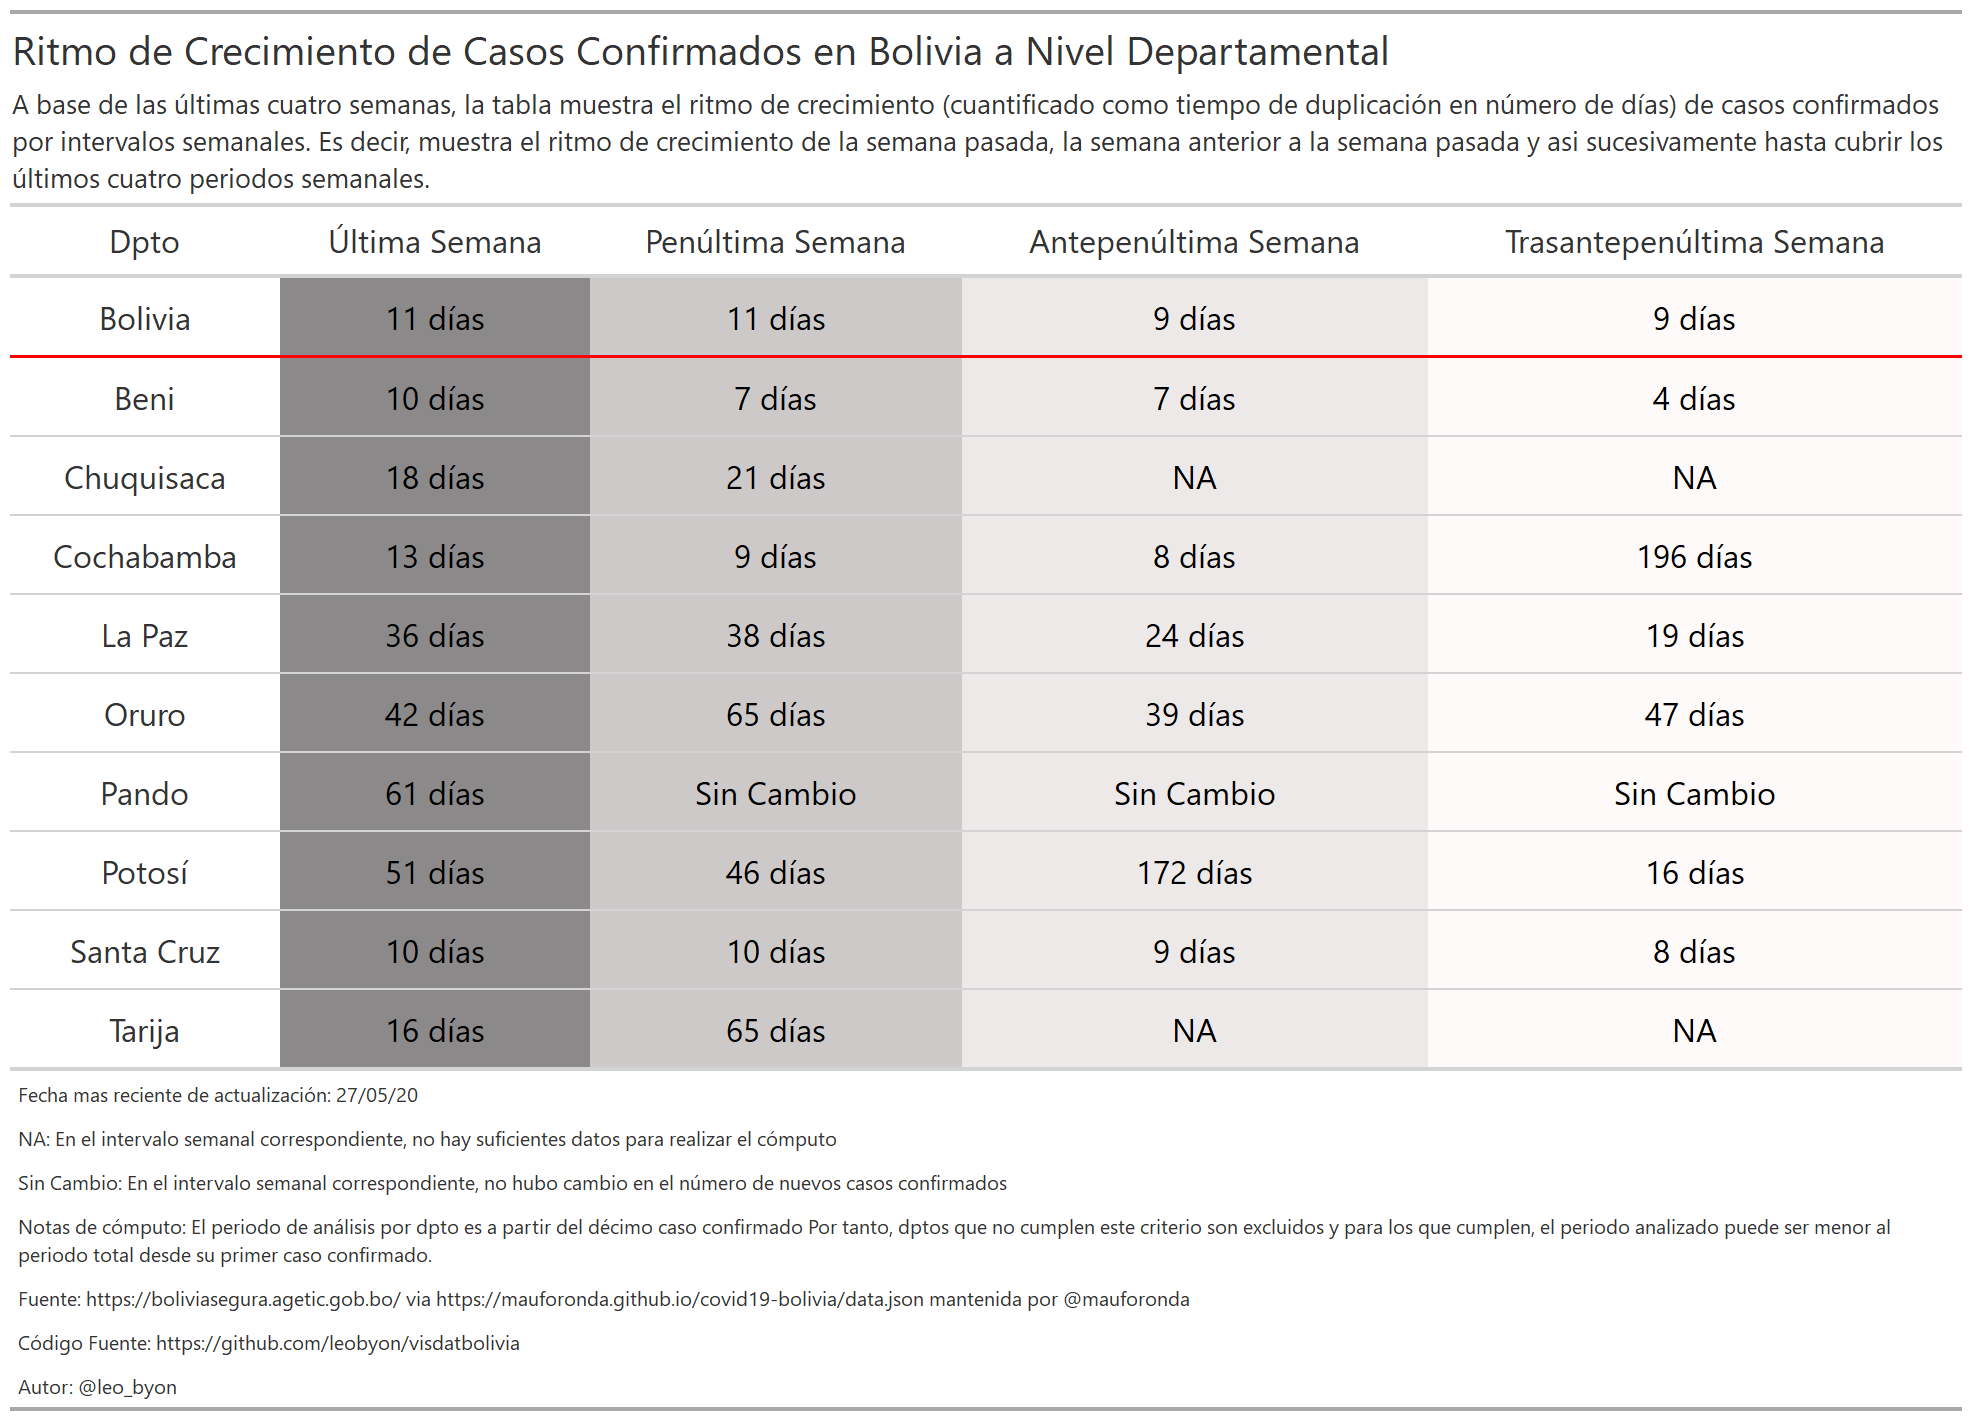 Ritmo de Crecimiento de Casos Confirmados en Bolivia a Nivel Departamental
A base de las últimas cuatro semanas, la tabla muestra el ritmo de crecimiento (cuantificado como tiempo de duplicación en número de días) de casos confirmados
por intervalos semanales. Es decir, muestra el ritmo de crecimiento de la semana pasada, la semana anterior a la semana pasada y asi sucesivamente hasta cubrir los
últimos cuatro periodos semanales.
Dpto Última Semana Penúltima Semana Antepenúltima Semana Trasantepenúltima Semana
Bolivia 11 días 11 días 9 días 9 días
Beni 10 días 7 días 7 días 4 días
Chuquisaca 18 días 21 días NA NA
Cochabamba 13 días 9 días 8 días 196 días
La Paz 36 días 38 días 24 días 19 días
Oruro 42 días 65 días 39 días 47 días
Pando 61 días Sin Cambio Sin Cambio Sin Cambio
Potosí 51 días 46 días 172 días 16 días
Santa Cruz 10 días 10 días 9 días 8 días
Tarija 16 días 65 días NA NA
Fecha mas reciente de actualización: 27/05/20
NA: En el intervalo semanal correspondiente, no hay suficientes datos para realizar el cómputo
Sin Cambio: En el intervalo semanal correspondiente, no hubo cambio en el número de nuevos casos confirmados
Notas de cómputo: El periodo de análisis por dpto es a partir del décimo caso confirmado Por tanto, dptos que no cumplen este criterio son excluidos y para los que cumplen, el periodo analizado puede ser menor al
periodo total desde su primer caso confirmado.
Fuente: https://boliviasegura.agetic.gob.bo/ via https://mauforonda.github.io/covid19-bolivia/data.json mantenida por @mauforonda
Código Fuente: https://github.com/leobyon/visdatbolivia
Autor: @leo_byon